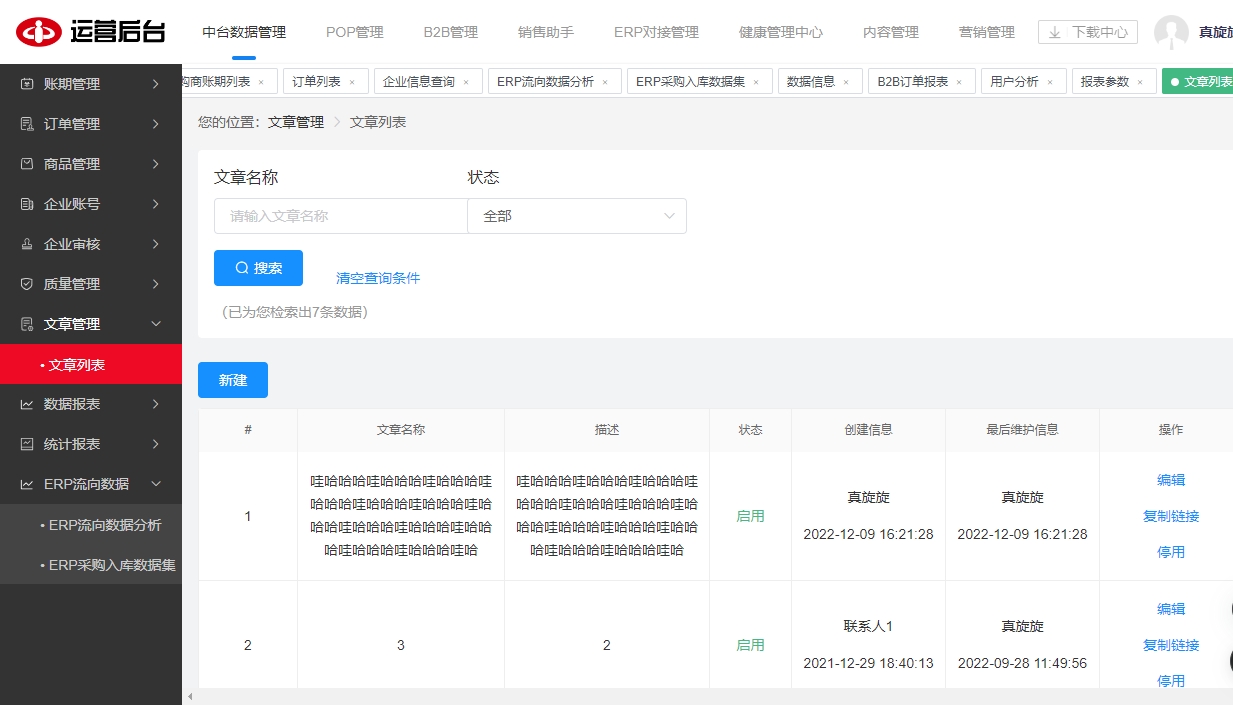 运营后台
中台数据管理 POP管理 B2B管理 销售助手 ERP对接管理 健康管理中心 内容管理 营销管理 下载中心 真旋旋
购商账期列表 × 订单列表 × 企业信息查询 × ERP流向数据分析 × ERP采购入库数据集 × 数据信息 × B2B订单报表 × 用户分析 × 报表参数 × 文章列表
账期管理
订单管理
商品管理
企业账号
企业审核
质量管理
文章管理
• 文章列表
数据报表
统计报表
ERP流向数据
• ERP流向数据分析
• ERP采购入库数据集
您的位置: 文章管理 > 文章列表
文章名称 状态
请输入文章名称 全部
搜索 清空查询条件
(已为您检索出7条数据)
新建
# 文章名称 描述 状态 创建信息 最后维护信息 操作
1
哇哈哈哈哇哈哈哈哇哈哈哈哇
哈哈哈哇哈哈哈哇哈哈哈哇哈
哈哈哇哈哈哈哇哈哈哈哇哈哈
哈哇哈哈哈哇哈哈哈哇哈
哇哈哈哈哇哈哈哈哇哈哈哈哇
哈哈哈哇哈哈哈哇哈哈哈哇哈
哈哈哇哈哈哈哇哈哈哈哇哈哈
哈哇哈哈哈哇哈哈哈哇哈
启用
真旋旋
2022-12-09 16:21:28
真旋旋
2022-12-09 16:21:28
编辑
复制链接
停用
2
3
2
启用
联系人1
2021-12-29 18:40:13
真旋旋
2022-09-28 11:49:56
编辑
复制链接
停用